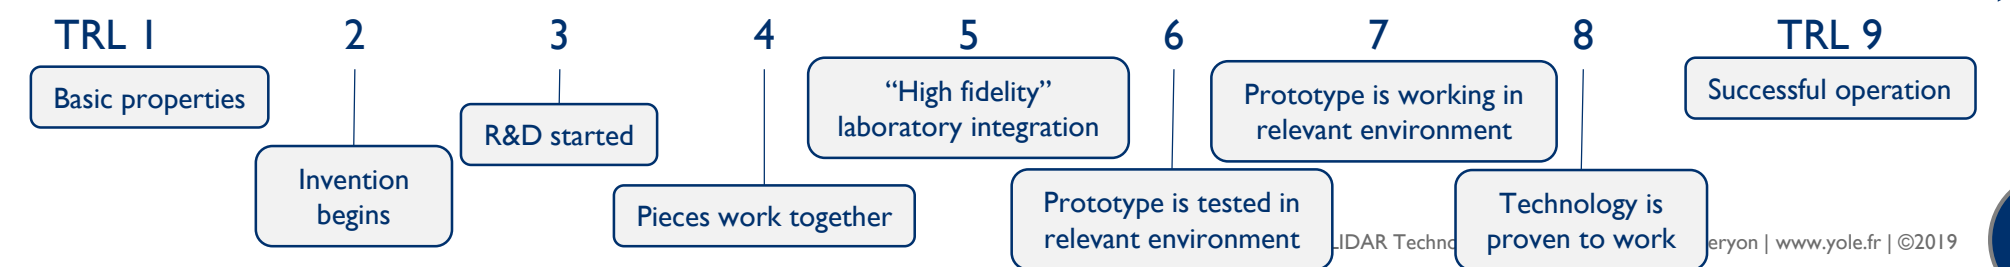 TRL 1 2 3 4 5 6 7 8 TRL 9
Basic properties
Invention
begins
R&D started
Pieces work together
“High fidelity”
laboratory integration
Prototype is tested in
relevant environment
Prototype is working in
relevant environment
Technology is
proven to work
Successful operation
LIDAR | www.yole.fr | ©2019